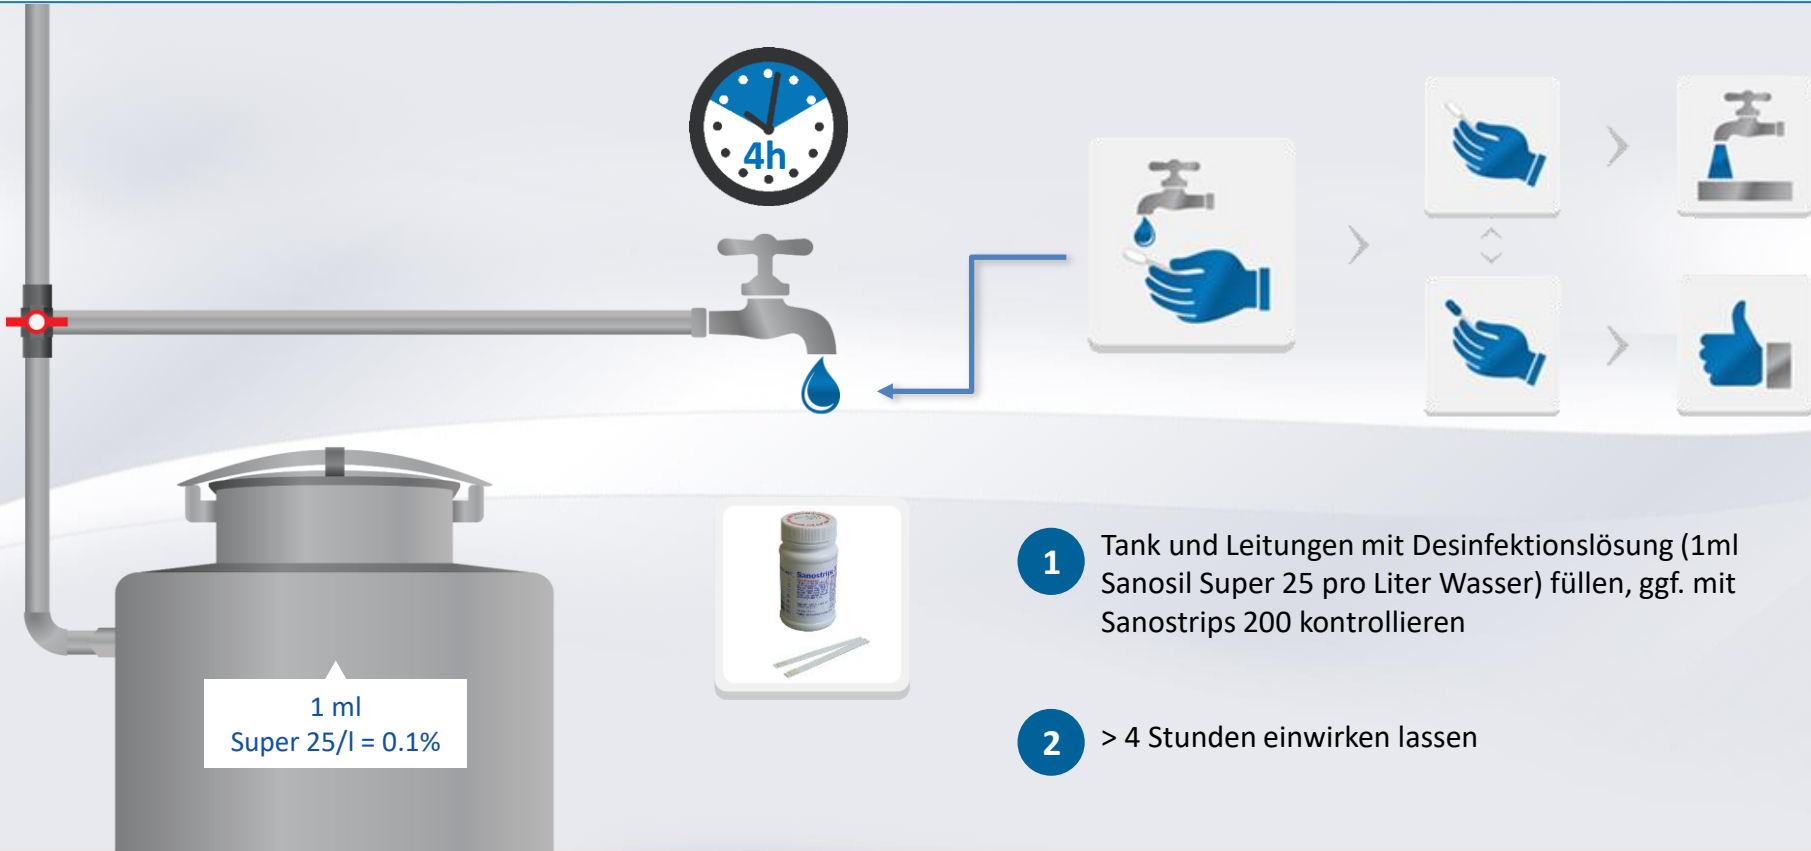 4h
Sanostrips
1
Tank und Leitungen mit Desinfektionslösung (1ml
Sanosil Super 25 pro Liter Wasser) füllen, ggf. mit
Sanostrips 200 kontrollieren
1 ml
Super 25/l = 0.1%
2
> 4 Stunden einwirken lassen